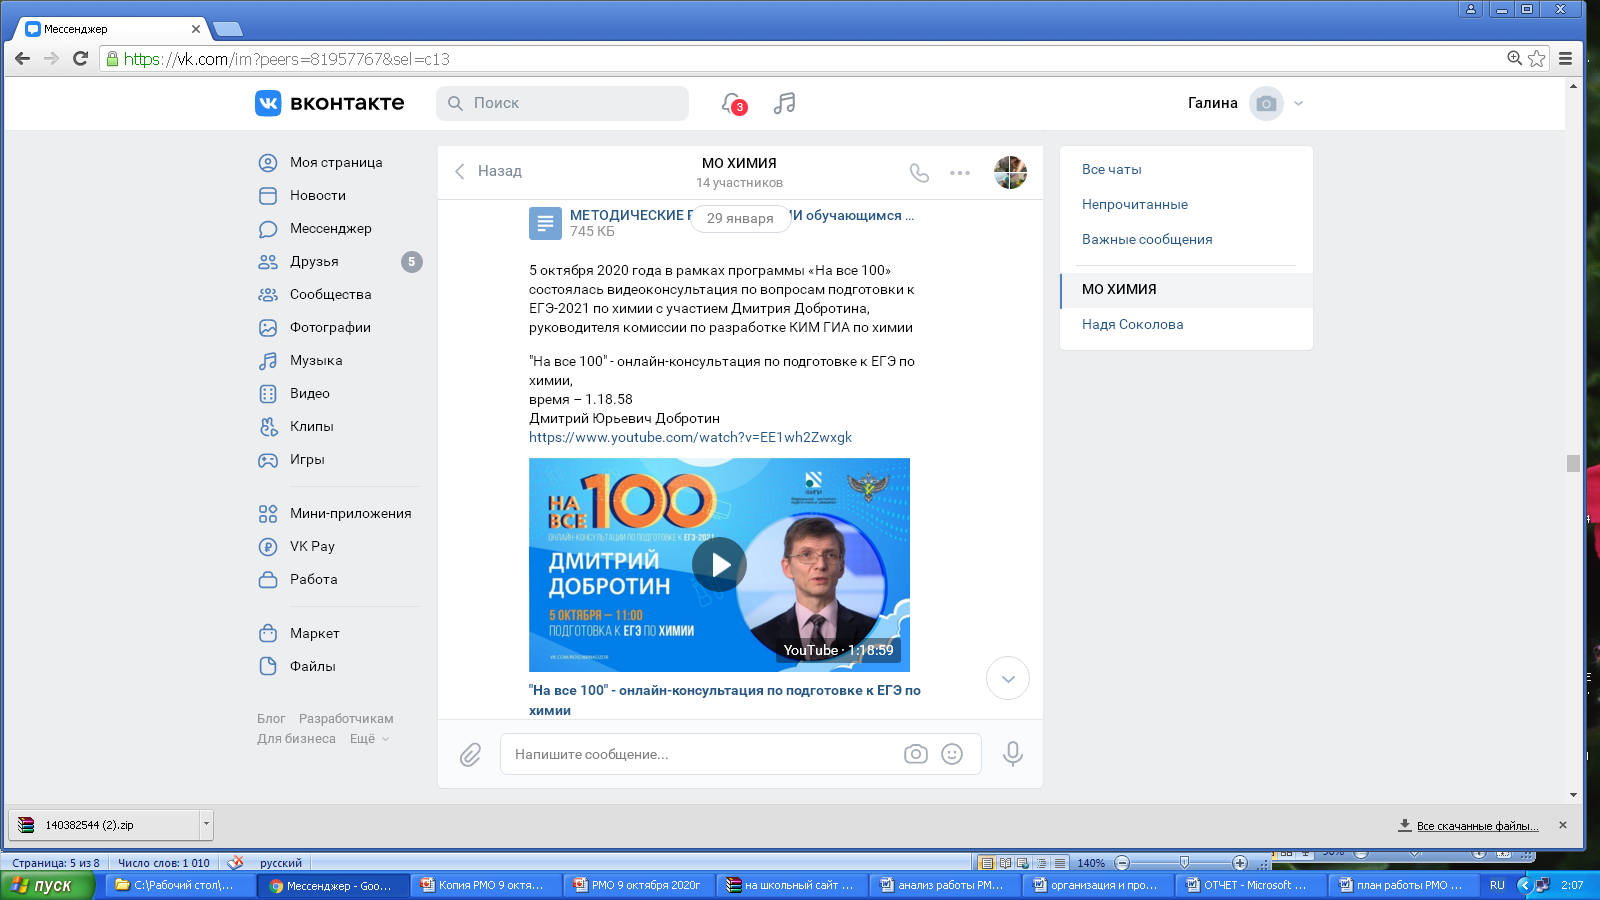 Мессенджер
https://vk.com/im?peers=81957767&sel=c13
вконтакте
Поиск
3
Галина
Моя страница
Новости
Мессенджер
Друзья
5
Сообщества
Фотографии
Музыка
Видео
Клипы
Игры
Мини-приложения
VK Pay
Работа
Маркет
Файлы
Блог Разработчикам
Для бизнеса Ещё
Назад
МО ХИМИЯ
14 участников
29 января
МЕТОДИЧЕСКИЕ обучающимся ...
745 КБ
5 октября 2020 года в рамках программы «На все 100»
состоялась видеоконсультация по вопросам подготовки к
ЕГЭ-2021 по химии с участием Дмитрия Добротина,
руководителя комиссии по разработке КИМ ГИА по химии
"На все 100" - онлайн-консультация по подготовке к ЕГЭ по
химии,
время – 1.18.58
Дмитрий Юрьевич Добротин
https://www.youtube.com/watch?v=EE1wh2Zwxgk
НА ВСЕ 100
ОНЛАЙН-КОНСУЛЬТАЦИИ ПО ПОДГОТОВКЕ К ЕГЭ-2021
ФИПИ
ДМИТРИЙ
ДОБРОТИН
5 ОКТЯБРЯ – 11:00
ПОДГОТОВКА К ЕГЭ ПО ХИМИИ
YouTube · 1:18:59
"На все 100" - онлайн-консультация по подготовке к ЕГЭ по
химии
Напишите сообщение...
Все чаты
Непрочитанные
Важные сообщения
МО ХИМИЯ
Надя Соколова
140382544 (2).zip
Все скачанные файлы...
Страница: 5 из 8 Число слов: 1 010 русский
140%
пуск
C:\Рабочий стол\...
Мессенджер - Goo...
Копия РМО 9 октя...
РМО 9 октября 2020г
на школьный сайт ...
анализ работы РМ...
организация и про...
ОТЧЕТ - Microsoft ...
план работы РМО ...
RU
2:07